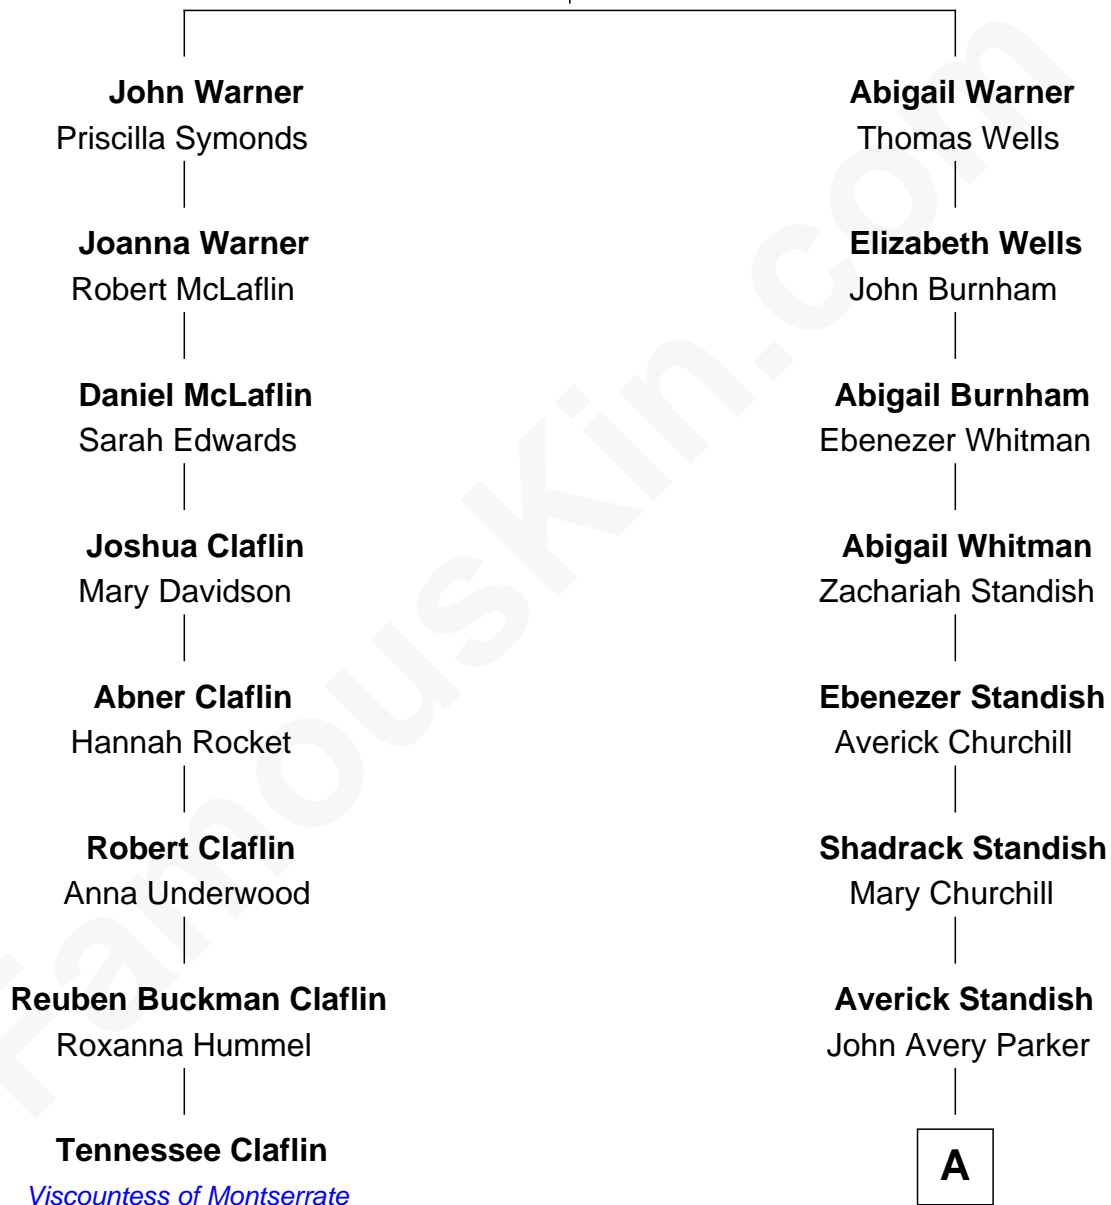 John Warner
Priscilla Symonds
Joanna Warner
Robert McLaflin
Daniel McLaflin
Sarah Edwards
Joshua Claflin
Mary Davidson
Abner Claflin
Hannah Rocket
Robert Claflin
Anna Underwood
Reuben Buckman Claflin
Roxanna Hummel
Tennessee Claflin
Viscountess of Montserrate
Abigail Warner
Thomas Wells
Elizabeth Wells
John Burnham
Abigail Burnham
Ebenezer Whitman
Abigail Whitman
Zachariah Standish
Ebenezer Standish
Averick Churchill
Shadrack Standish
Mary Churchill
Averick Standish
John Avery Parker
A
FamousKin.com